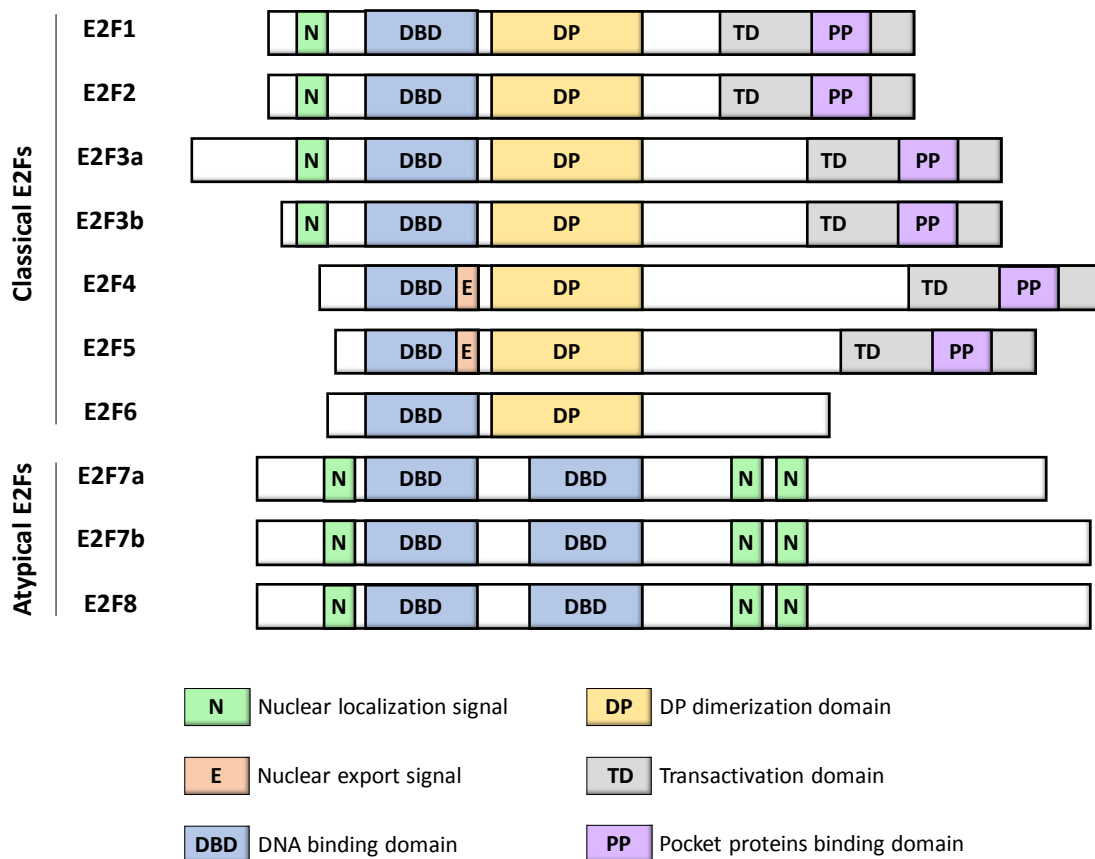 Classical E2Fs
E2F1
N DBD DP TD PP
E2F2
N DBD DP TD PP
E2F3a
N DBD DP TD PP
E2F3b
N DBD DP TD PP
E2F4
DBD E DP TD PP
E2F5
DBD E DP TD PP
E2F6
DBD DP
Atypical E2Fs
E2F7a
N DBD DBD N N
E2F7b
N DBD DBD N N
E2F8
N DBD DBD N N
N Nuclear localization signal
DP DP dimerization domain
E Nuclear export signal
TD Transactivation domain
DBD DNA binding domain
PP Pocket proteins binding domain